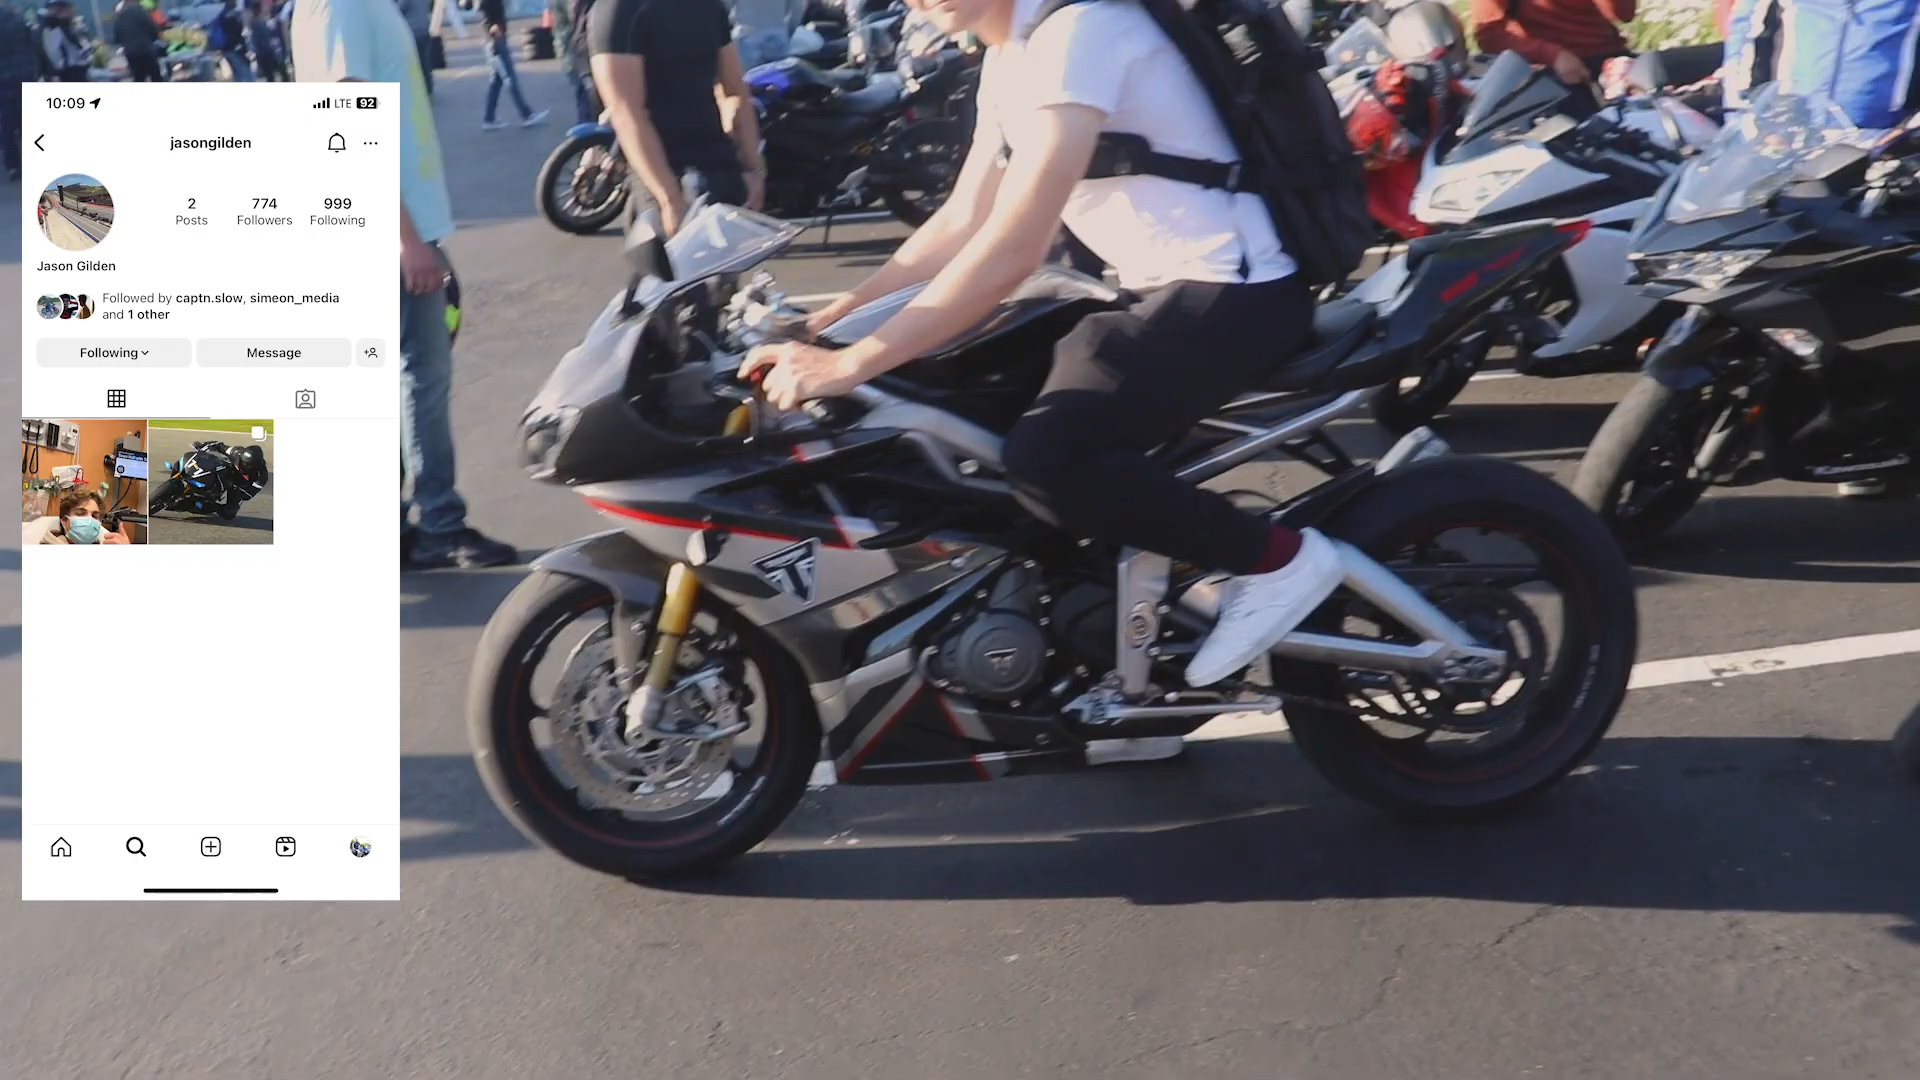 10:09
LTE 92
jasongilden
2 774 999
Posts Followers Following
Jason Gilden
Followed by captn.slow, simeon_media
and 1 other
Following Message
T
T